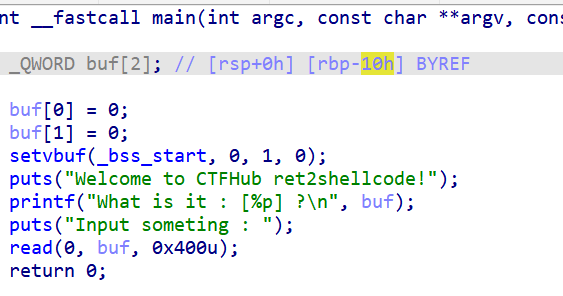 nt __fastcall main(int argc, const char **argv, cons
_QWORD buf[2]; // [rsp+0h] [rbp-10h] BYREF
buf[0] = 0;
buf[1] = 0;
setvbuf(_bss_start, 0, 1, 0);
puts("Welcome to CTFHub ret2shellcode!");
printf("What is it : [%p] ?\n", buf);
puts("Input someting : ");
read(0, buf, 0x400u);
return 0;